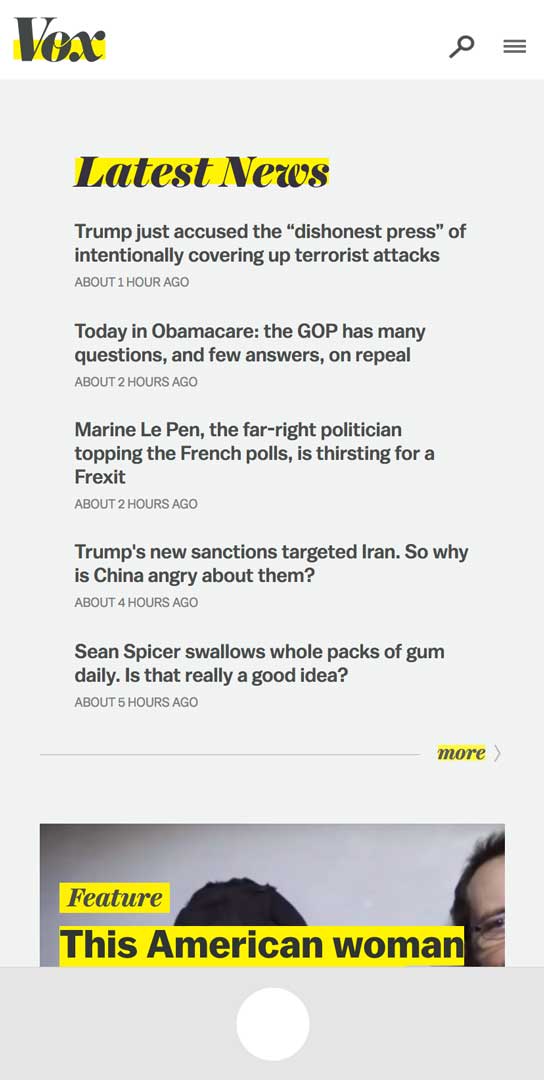 Vox
Latest News
Trump just accused the “dishonest press” of
intentionally covering up terrorist attacks
ABOUT 1 HOUR AGO
Today in Obamacare: the GOP has many
questions, and few answers, on repeal
ABOUT 2 HOURS AGO
Marine Le Pen, the far-right politician
topping the French polls, is thirsting for a
Frexit
ABOUT 2 HOURS AGO
Trump's new sanctions targeted Iran. So why
is China angry about them?
ABOUT 4 HOURS AGO
Sean Spicer swallows whole packs of gum
daily. Is that really a good idea?
ABOUT 5 HOURS AGO
more
Feature
This American woman